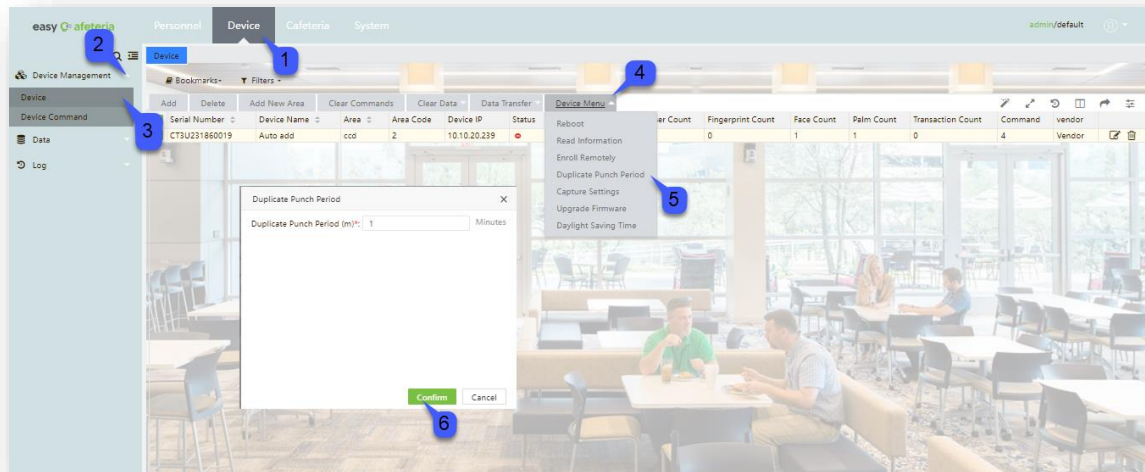 easy Cafeteria
Personnel Device Cafeteria System admin/default
2
1
Device
Device Management
Bookmarks Filters
4
Add Delete Add New Area Clear Commands Clear Data Data Transfer Device Menu
Device
Device Command
3
Data
Log
Serial Number Device Name Area Area Code Device IP Status er Count Fingerprint Count Face Count Palm Count Transaction Count Command vendor
CT3U231860019 Auto add ccd 2 10.10.20.239 0 1 1 0 4 Vendor
Reboot
Read Information
Enroll Remotely
Duplicate Punch Period
Capture Settings
Upgrade Firmware
Daylight Saving Time
5
Duplicate Punch Period X
Duplicate Punch Period (m)*: 1 Minutes
Confirm Cancel
6